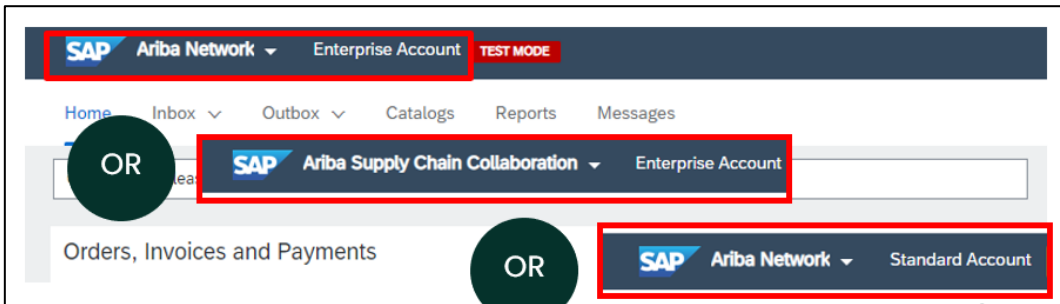 SAP Ariba Network Enterprise Account TEST MODE
Home Inbox Outbox Catalogs Reports Messages
OR
SAP Ariba Supply Chain Collaboration Enterprise Account
Orders, Invoices and Payments
OR
SAP Ariba Network Standard Account